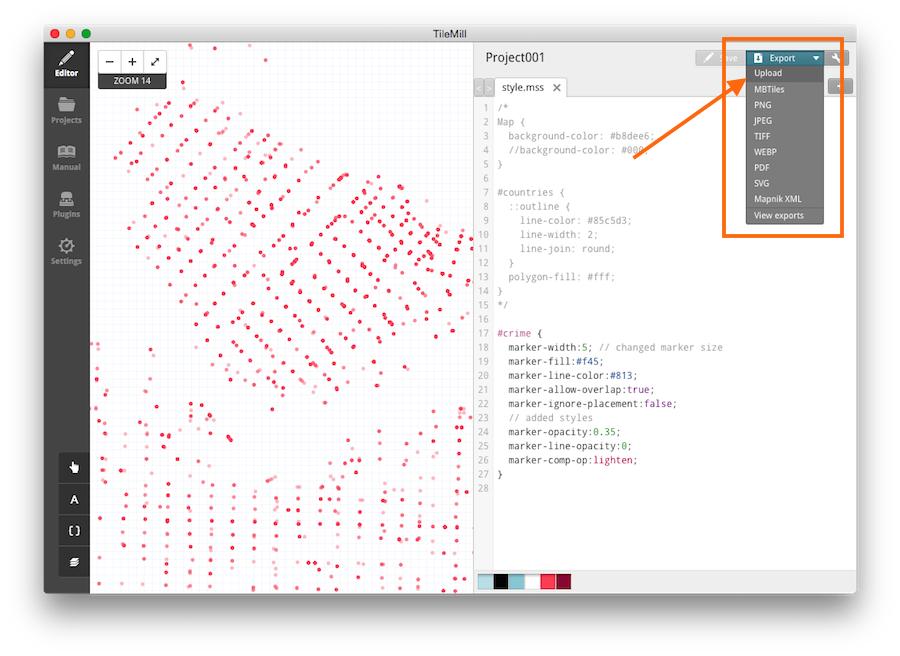 TileMill
Editor
Projects
Manual
Plugins
Settings
ZOOM 14
A
Project001
Save
Export
Upload
MBTiles
PNG
JPEG
TIFF
WEBP
PDF
SVG
Mapnik XML
View exports
style.mss
1 /*
2 Map {
3 background-color: #b8dee6;
4 //background-color: #000;
5 }
6
7 #countries {
8 ::outline {
9 line-color: #85c5d3;
10 line-width: 2;
11 line-join: round;
12 }
13 polygon-fill: #fff;
14 }
15 */
16
17 #crime {
18 marker-width:5; // changed marker size
19 marker-fill:#f45;
20 marker-line-color:#813;
21 marker-allow-overlap:true;
22 marker-ignore-placement:false;
23 // added styles
24 marker-opacity:0.35;
25 marker-line-opacity:0;
26 marker-comp-op:lighten;
27 }
28